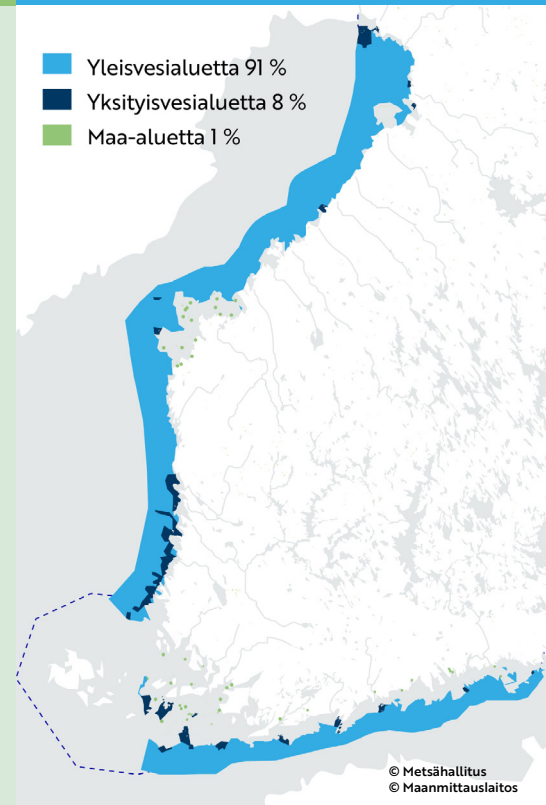 Yleisvesialuetta 91 %
Yksityisvesialuetta 8 %
Maa-aluetta 1 %
© Metsähallitus
© Maanmittauslaitos